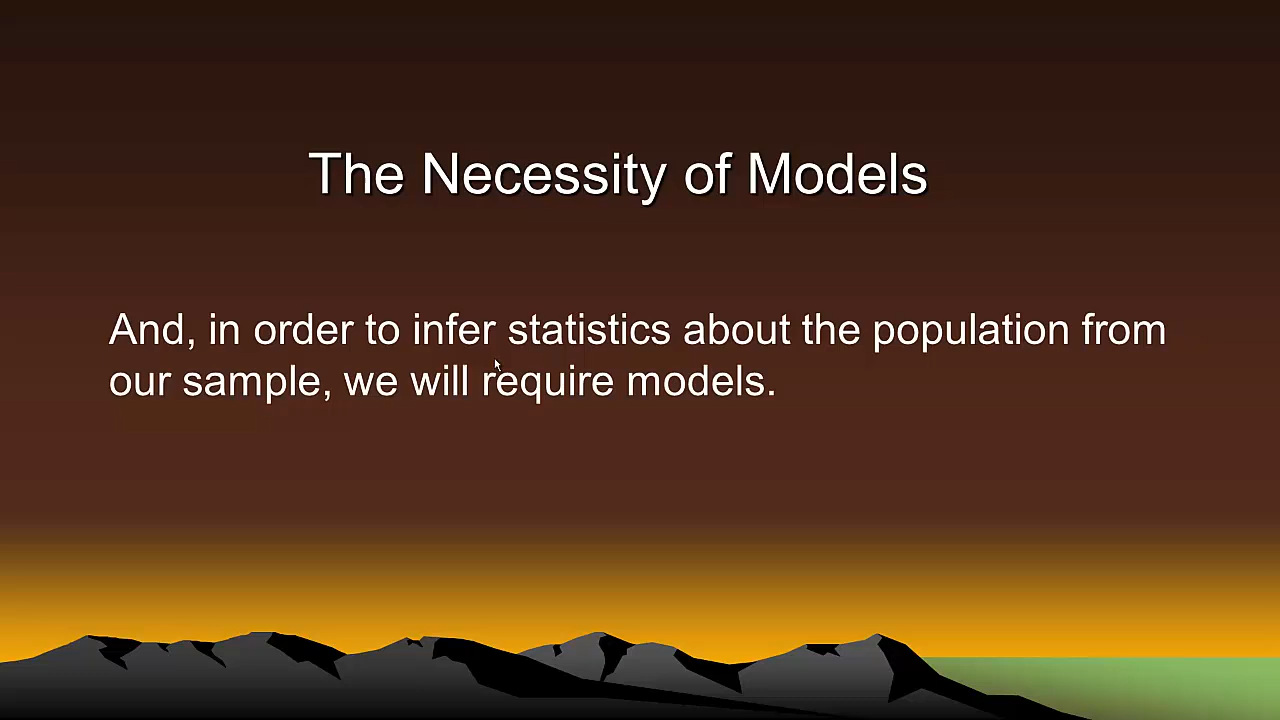 The Necessity of Models
And, in order to infer statistics about the population from
our sample, we will require models.